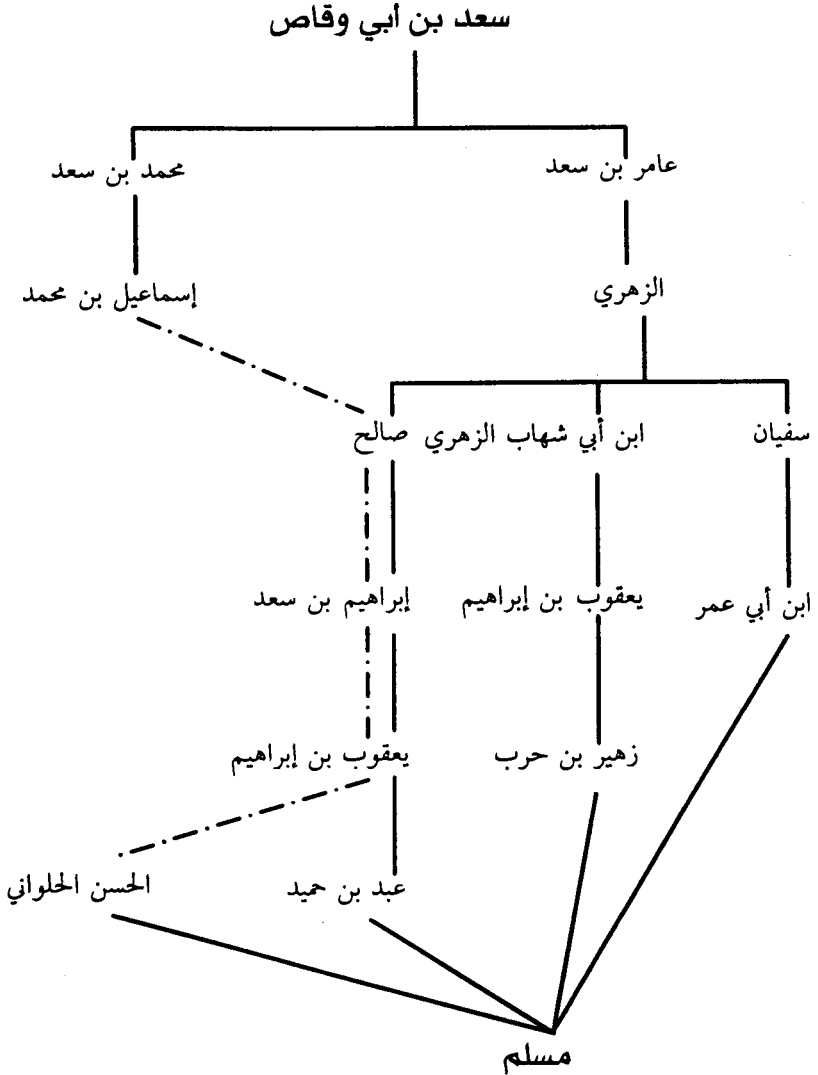 سعد بن أبي وقاص
عامر بن سعد
محمد بن سعد
الزهري
إسماعيل بن محمد
سفيان
ابن أبي شهاب الزهري
صالح
ابن أبي عمر
يعقوب بن إبراهيم
إبراهيم بن سعد
زهير بن حرب
يعقوب بن إبراهيم
عبد بن حميد
الحسن الحلواني
مسلم